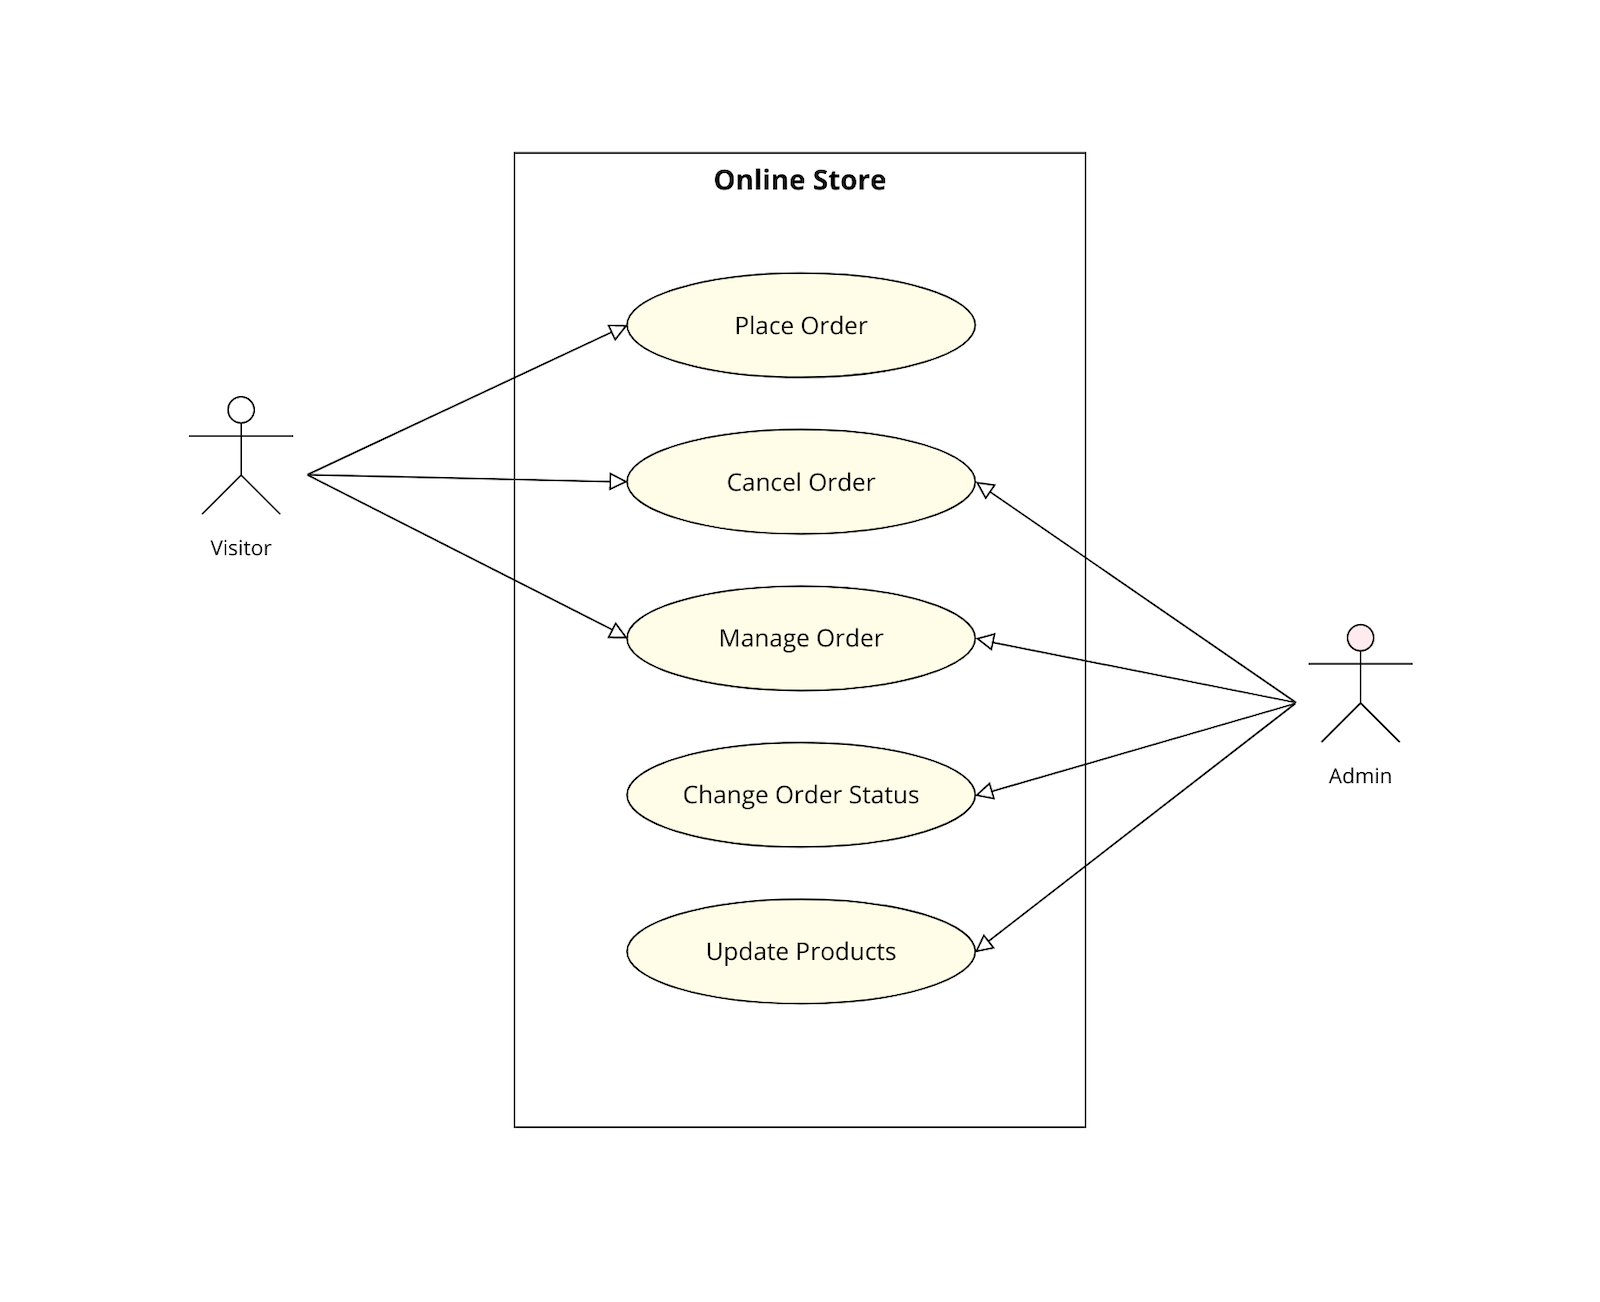 Online Store
Place Order
Cancel Order
Visitor
Manage Order
Admin
Change Order Status
Update Products